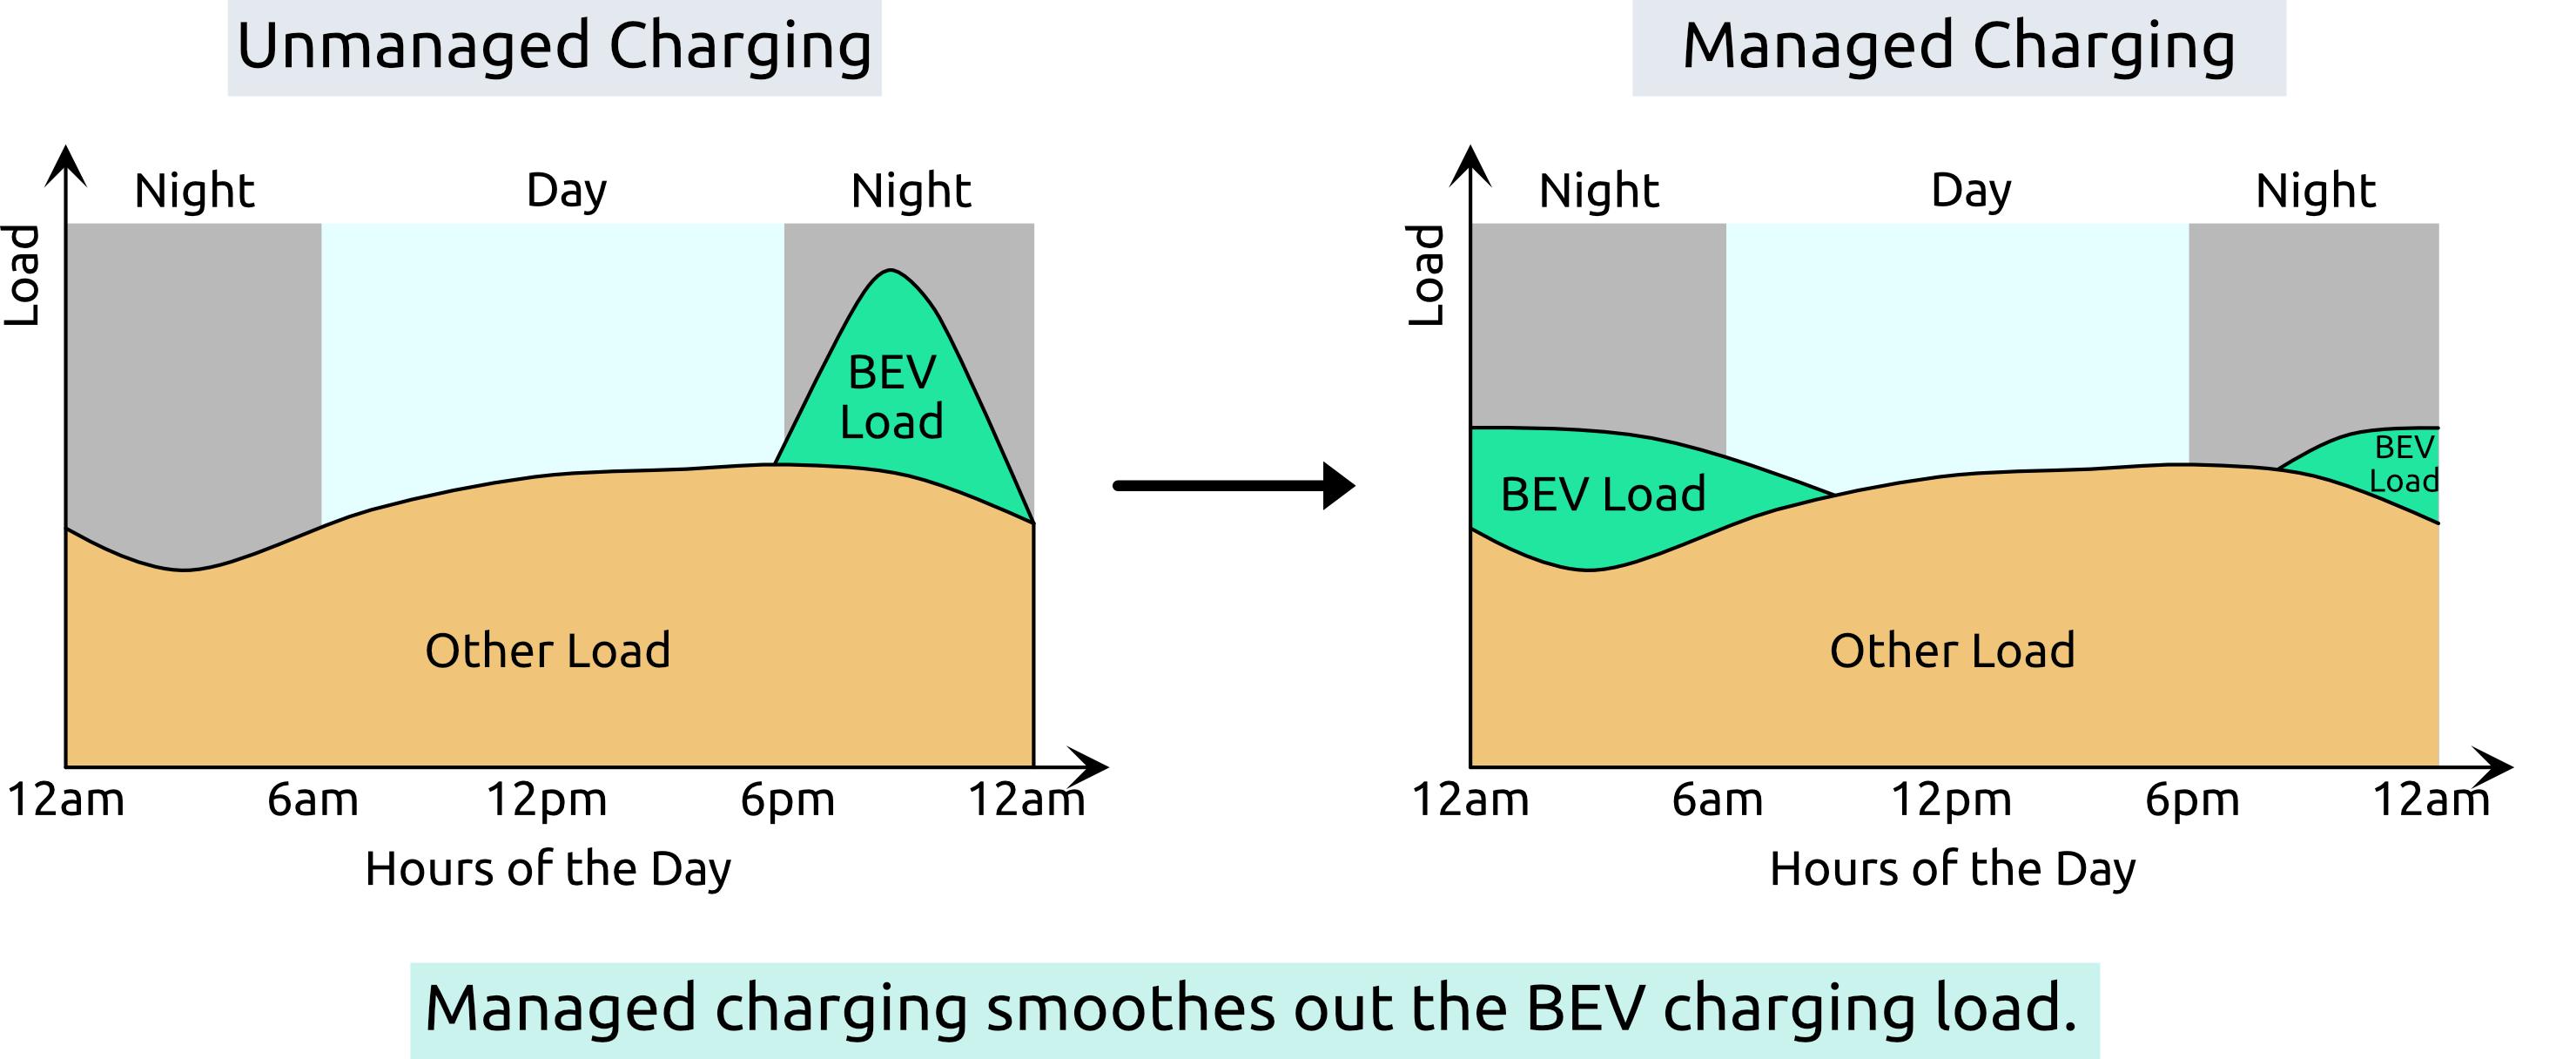 Unmanaged Charging
Night
Day
Night
Load
BEV
Load
Other Load
12am
6am
12pm
6pm
12am
Hours of the Day
Managed Charging
Night
Day
Night
Load
BEV Load
BEV
Load
Other Load
12am
6am
12pm
6pm
12am
Hours of the Day
Managed charging smoothes out the BEV charging load.